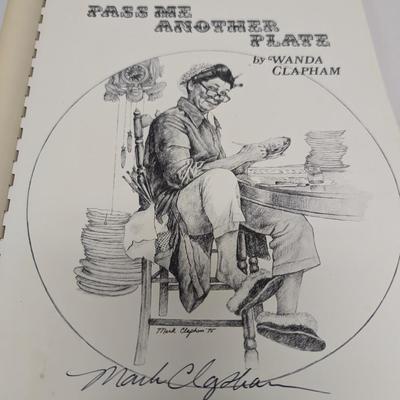 PASS ME
ANOTHER
PLATE
by WANDA
CLAPHAM
Mark Clapham '75
Mark Clapham